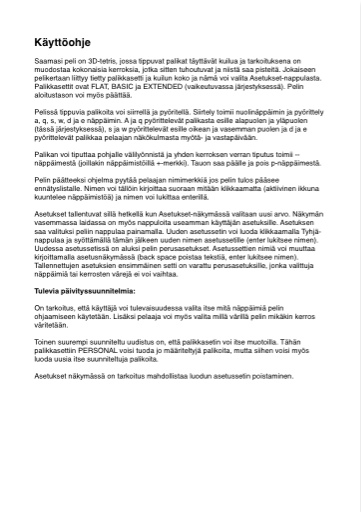 Käyttöohje
Saamasi peli on 3D-tetris, jossa tippuvat palikat täyttävät kuilua ja tarkoituksena on
muodostaa kokonaisia kerroksia, jotka sitten tuhoutuvat ja niistä saa pisteitä. Jokaiseen
pelikertaan liittyy tietty palikkasetti ja kuilun koko ja nämä voi valita Asetukset-nappulasta.
Palikkasetit ovat FLAT, BASIC ja EXTENDED (vaikeutuvassa järjestyksessä). Pelin
aloitustason voi myös päättää.
Pelissä tippuvia palikoita voi siirrellä ja pyöritellä. Siirtely toimii nuolinäppäimin ja pyörittely
a, q, s, w, d ja e näppäimin. A ja q pyörittelevät palikasta esille alapuolen ja yläpuolen
(tässä järjestyksessä), s ja w pyörittelevät esille oikean ja vasemman puolen ja d ja e
pyörittelevät palikkaa pelaajan näkökulmasta myötä- ja vastapäivään.
Palikan voi tiputtaa pohjalle välilyönnistä ja yhden kerroksen verran tiputus toimii –
näppäimestä (joillakin näppäimistöillä +-merkki). Tauon saa päälle ja pois p-näppäimestä.
Pelin päätteeksi ohjelma pyytää pelaajan nimimerkkiä jos pelin tulos pääsee
ennätyslistalle. Nimen voi tällöin kirjoittaa suoraan mitään klikkaamatta (aktiivinen ikkuna
kuuntelee näppäimistöä) ja nimen voi lukittaa enterillä.
Asetukset tallentuvat sillä hetkellä kun Asetukset-näkymässä valitaan uusi arvo. Näkymän
vasemmassa laidassa on myös nappuloita useamman käyttäjän asetuksille. Asetuksen
saa valituksi peliin nappulaa painamalla. Uuden asetussetin voi luoda klikkaamalla Tyhjä-
nappulaa ja syöttämällä tämän jälkeen uuden nimen asetussetille (enter lukitsee nimen).
Uudessa asetussetissä on aluksi pelin perusasetukset. Asetussettien nimiä voi muuttaa
kirjoittamalla asetusnäkymässä (back space poistaa tekstiä, enter lukitsee nimen).
Tallennettujen asetuksien ensimmäinen setti on varattu perusasetuksille, jonka valittuja
näppäimiä tai kerrosten värejä ei voi vaihtaa.
Tulevia päivityssuunnitelmia:
On tarkoitus, että käyttäjä voi tulevaisuudessa valita itse mitä näppäimiä pelin
ohjaamiseen käytetään. Lisäksi pelaaja voi myös valita millä värillä pelin mikäkin kerros
väritetään.
Toinen suurempi suunniteltu uudistus on, että palikkasetin voi itse muotoilla. Tähän
palikkasettiin PERSONAL voisi tuoda jo määriteltyjä palikoita, mutta siihen voisi myös
luoda uusia itse suunnittelemiaan palikoita.
Asetukset näkymässä on tarkoitus mahdollistaa luodun asetussetin poistaminen.